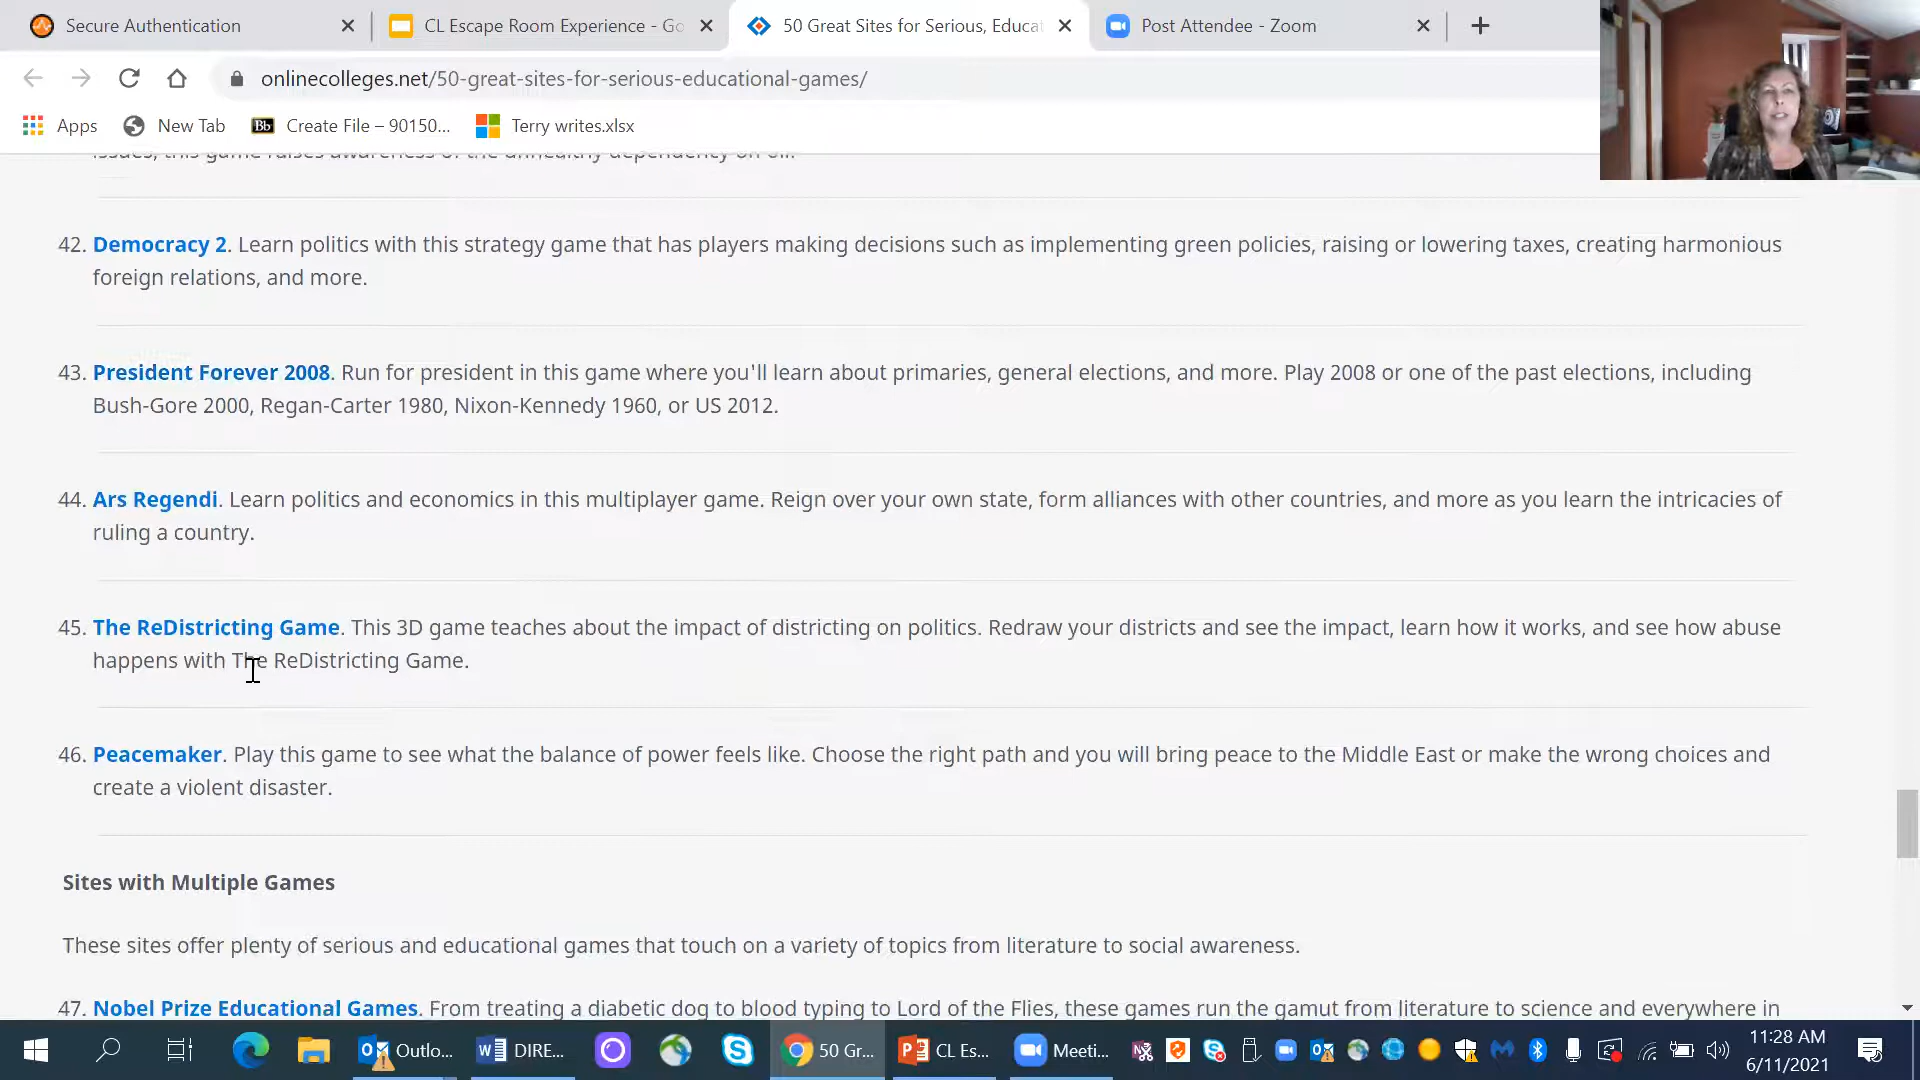 Secure Authentication
CL Escape Room Experience - Go
50 Great Sites for Serious, Educa
Post Attendee - Zoom
onlinecolleges.net/50-great-sites-for-serious-educational-games/
Apps
New Tab
Bb Create File – 90150...
Terry writes.xlsx
issues, this game raises awareness of the unhealthy dependency on oil.
42. Democracy 2. Learn politics with this strategy game that has players making decisions such as implementing green policies, raising or lowering taxes, creating harmonious
foreign relations, and more.
43. President Forever 2008. Run for president in this game where you'll learn about primaries, general elections, and more. Play 2008 or one of the past elections, including
Bush-Gore 2000, Regan-Carter 1980, Nixon-Kennedy 1960, or US 2012.
44. Ars Regendi. Learn politics and economics in this multiplayer game. Reign over your own state, form alliances with other countries, and more as you learn the intricacies of
ruling a country.
45. The ReDistricting Game. This 3D game teaches about the impact of districting on politics. Redraw your districts and see the impact, learn how it works, and see how abuse
happens with The ReDistricting Game.
46. Peacemaker. Play this game to see what the balance of power feels like. Choose the right path and you will bring peace to the Middle East or make the wrong choices and
create a violent disaster.
Sites with Multiple Games
These sites offer plenty of serious and educational games that touch on a variety of topics from literature to social awareness.
47. Nobel Prize Educational Games. From treating a diabetic dog to blood typing to Lord of the Flies, these games run the gamut from literature to science and everywhere in
Outlo...
DIRE...
50 Gr...
CL Es...
Meeti...
11:28 AM
6/11/2021